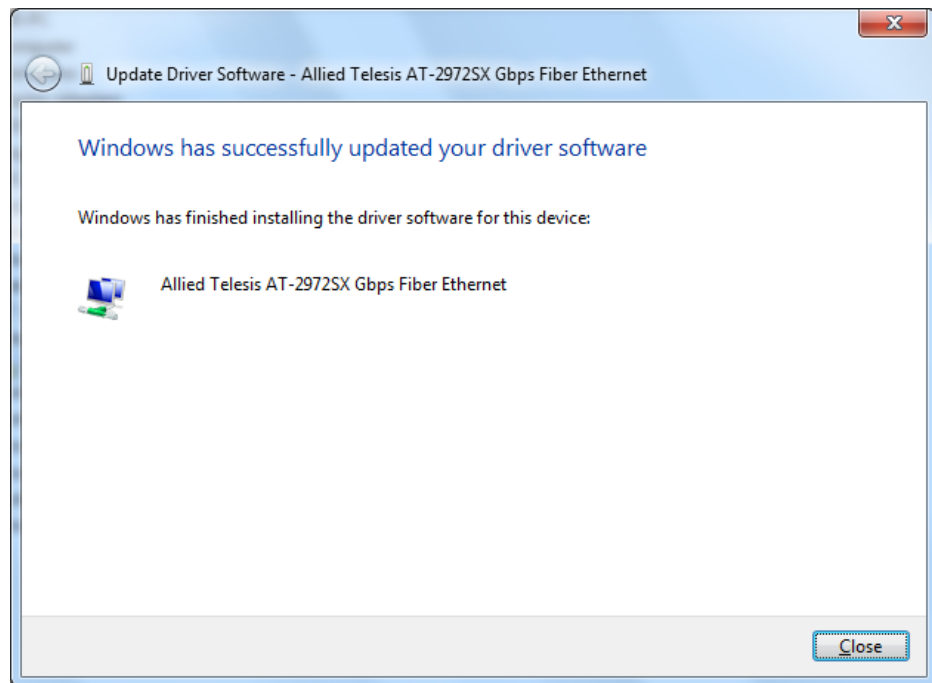 Update Driver Software - Allied Telesis AT-2972SX Gbps Fiber Ethernet
Windows has successfully updated your driver software
Windows has finished installing the driver software for this device:
Allied Telesis AT-2972SX Gbps Fiber Ethernet
Close